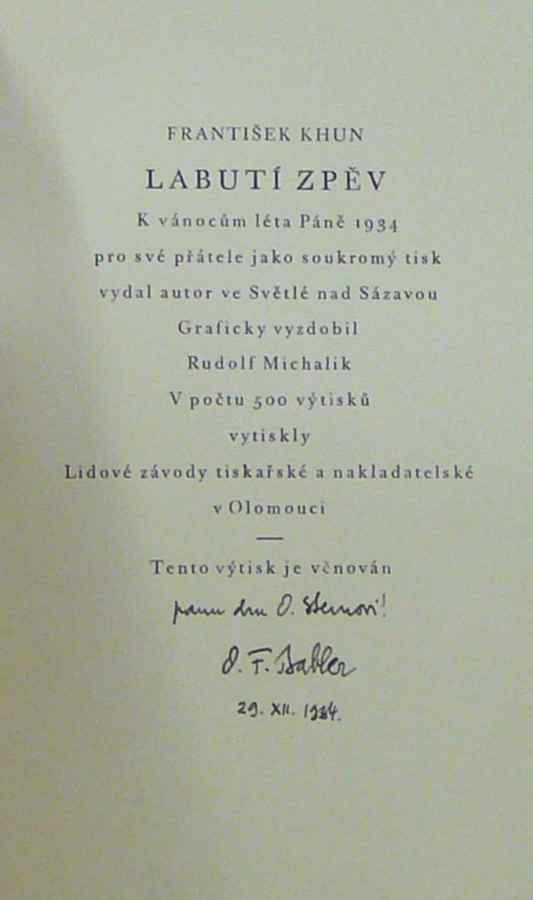 FRANTIŠEK KHUN
LABUTÍ ZPĚV
K vánocům léta Páně 1934
pro své přátele jako soukromý tisk
vydal autor ve Světlé nad Sázavou
Graficky vyzdobil
Rudolf Michalik
V počtu 500 výtisků
vytiskly
Lidové závody tiskařské a nakladatelské
v Olomouci
Tento výtisk je věnován
panu dru O. Sternovi!
O. F. Babler
29. XII. 1934.